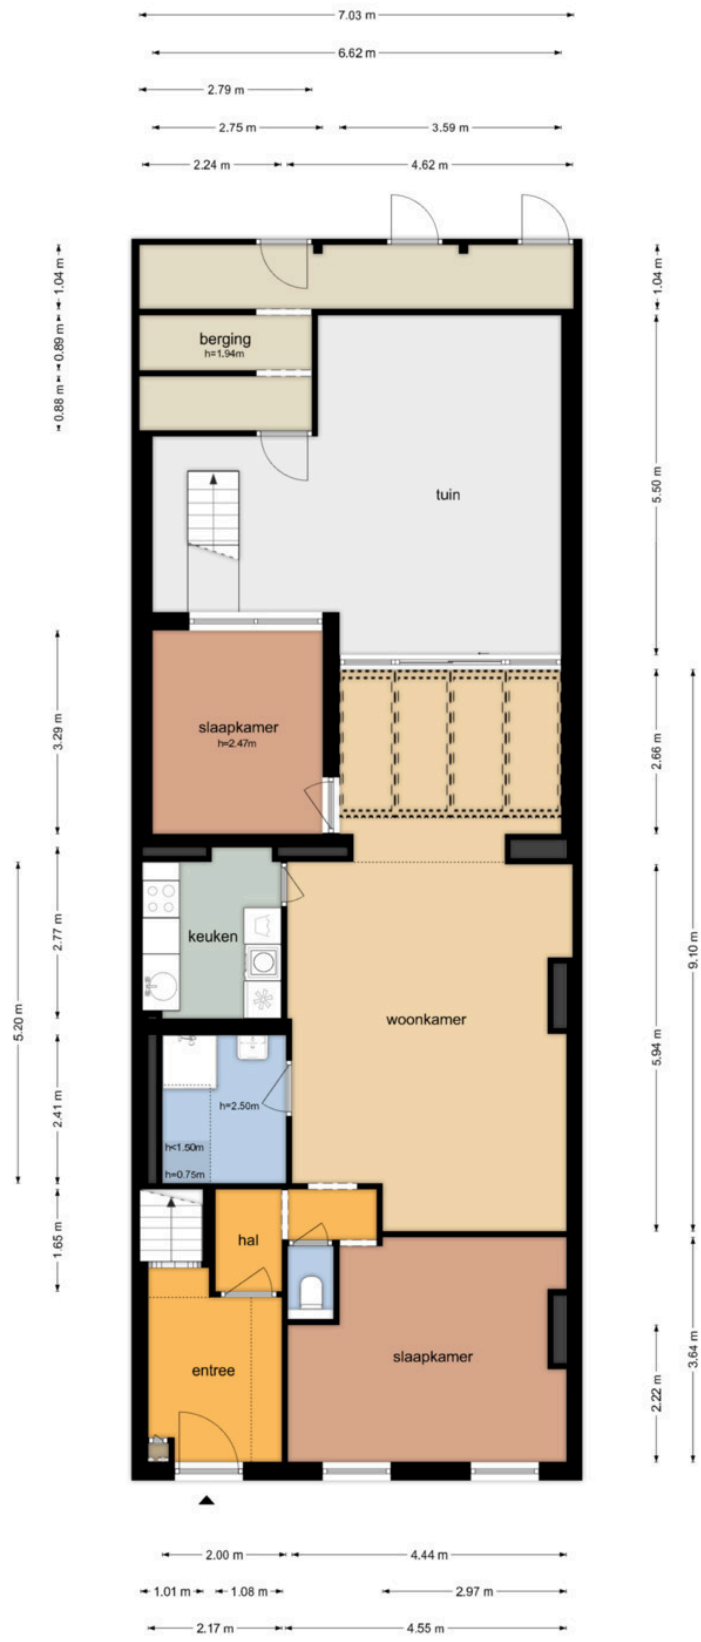 7.03 m
6.62 m
2.79 m
2.75 m
3.59 m
2.24 m
4.62 m
1.04 m
1.04 m
0.89 m
berging
h=1.94m
0.88 m
5.50 m
tuin
3.29 m
slaapkamer
h=2.47m
2.66 m
2.77 m
keuken
9.10 m
5.20 m
woonkamer
5.94 m
2.41 m
h=2.50m
h<1.50m
h=0.75m
1.65 m
hal
3.64 m
slaapkamer
entree
2.22 m
2.00 m
4.44 m
1.01 m
1.08 m
2.97 m
2.17 m
4.55 m